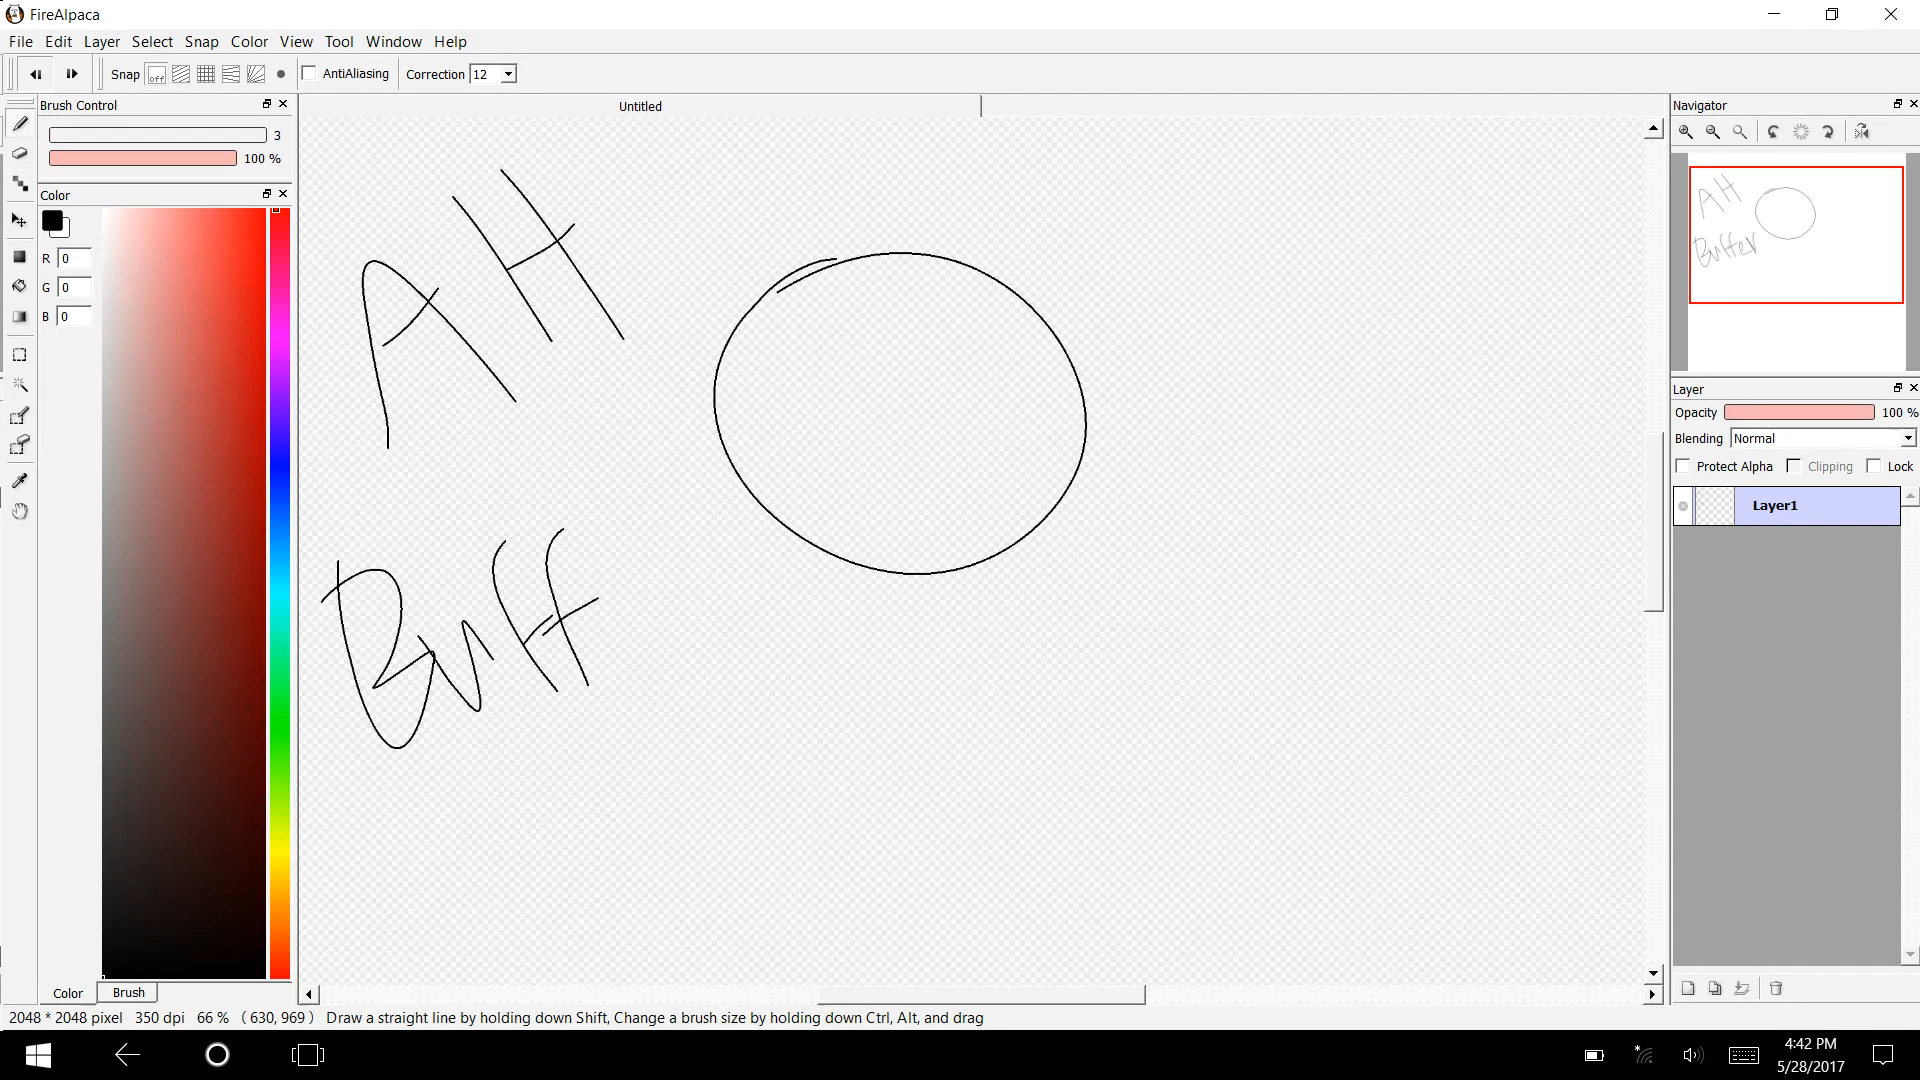 FireAlpaca
File Edit Layer Select Snap Color View Tool Window Help
Snap off AntiAliasing Correction 12
Brush Control
3
100 %
Color
R 0
G 0
B 0
Color Brush
Untitled
AH
Buff
Navigator
AH
Buffer
Layer
Opacity 100 %
Blending Normal
Protect Alpha Clipping Lock
Layer1
2048 * 2048 pixel 350 dpi 66 % ( 630, 969 ) Draw a straight line by holding down Shift, Change a brush size by holding down Ctrl, Alt, and drag
4:42 PM
5/28/2017